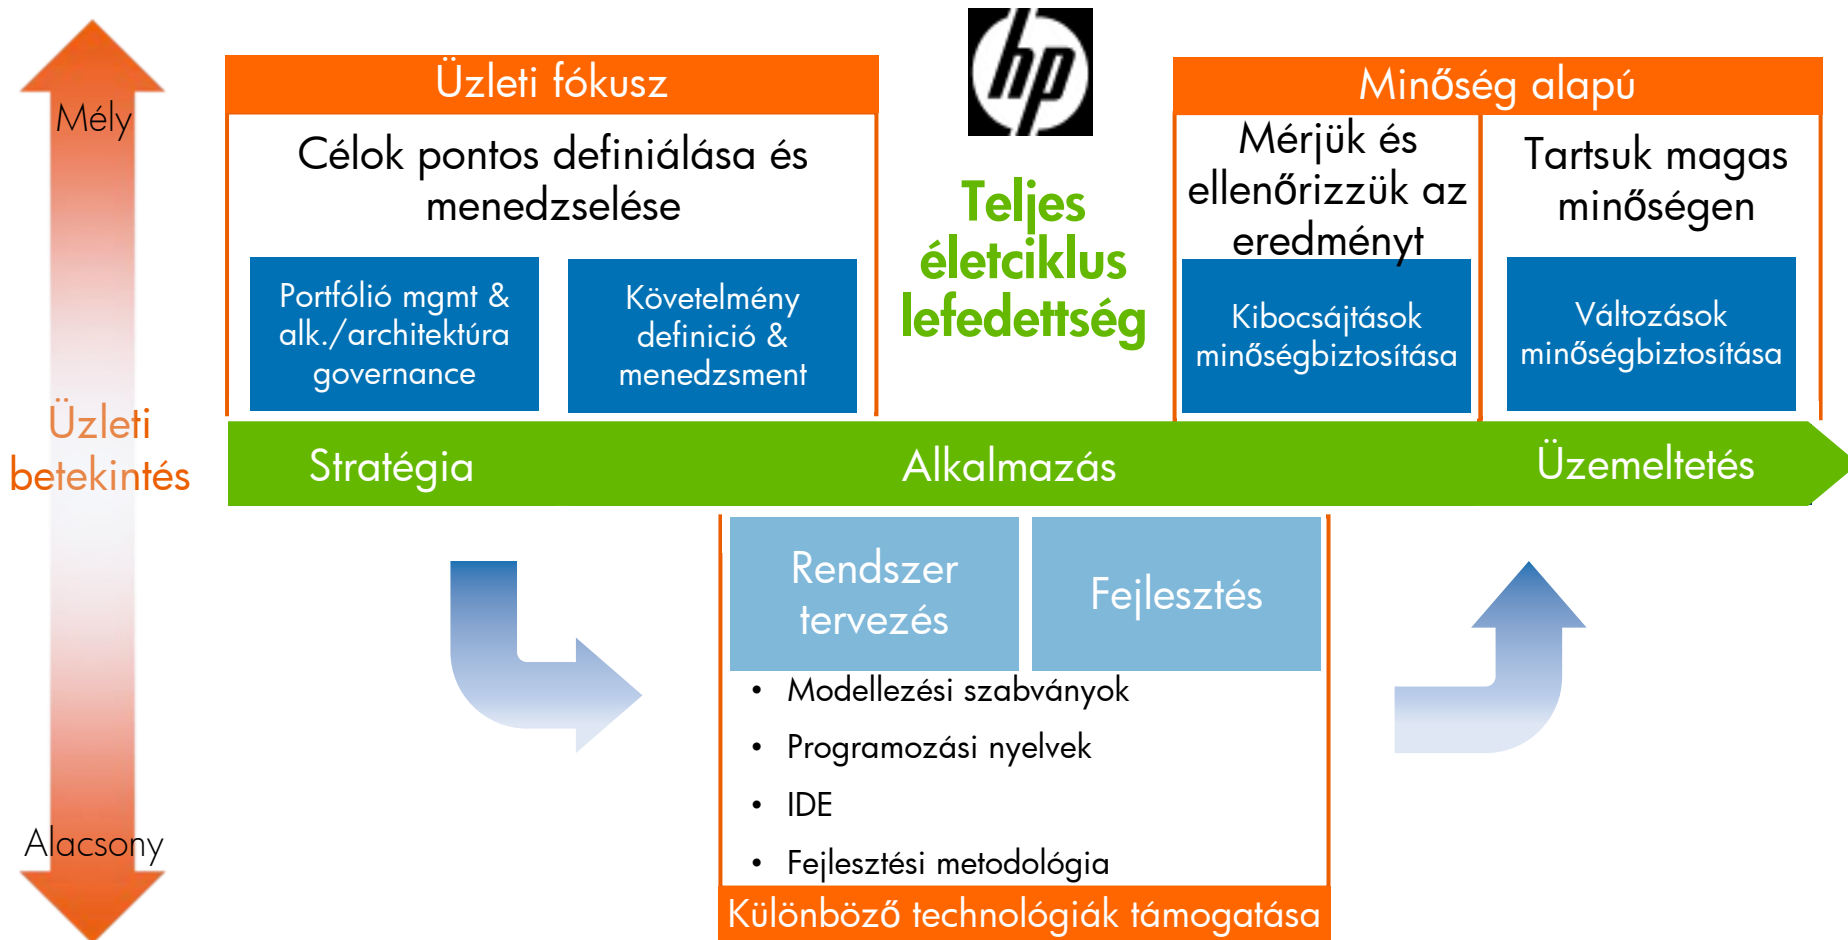 Mély
Üzleti
betekintés
Alacsony
Üzleti fókusz
Célok pontos definiálása és
menedzselése
Portfólió mgmt &
alk./architektúra
governance
Követelmény
definició &
menedzsment
hp
Teljes
életciklus
lefedettség
Minőség alapú
Mérjük és
ellenőrizzük az
eredményt
Kibocsájtások
minőségbiztosítása
Tartsuk magas
minőségen
Változások
minőségbiztosítása
Stratégia
Alkalmazás
Üzemeltetés
Rendszer
tervezés
Fejlesztés
• Modellezési szabványok
• Programozási nyelvek
• IDE
• Fejlesztési metodológia
Különböző technológiák támogatása